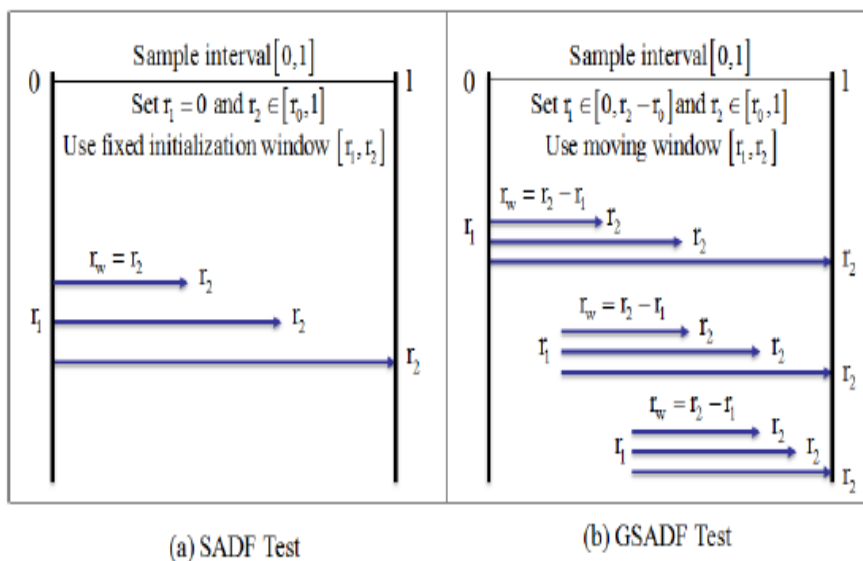 Sample interval [0,1]
0 1
Set r₁ = 0 and r₂ ∈ [r₀,1]
Use fixed initialization window [r₁,r₂]
r_w = r₂
r₂
r₁ r₂
r₂
(a) SADF Test
Sample interval [0,1]
0 1
Set r₁ ∈ [0,r₂ − r₀] and r₂ ∈ [r₀,1]
Use moving window [r₁,r₂]
r_w = r₂ − r₁
r₂
r₁ r₂
r₂
r_w = r₂ − r₁
r₂
r₁ r₂
r₂
r_w = r₂ − r₁
r₂
r₁ r₂
r₂
(b) GSADF Test